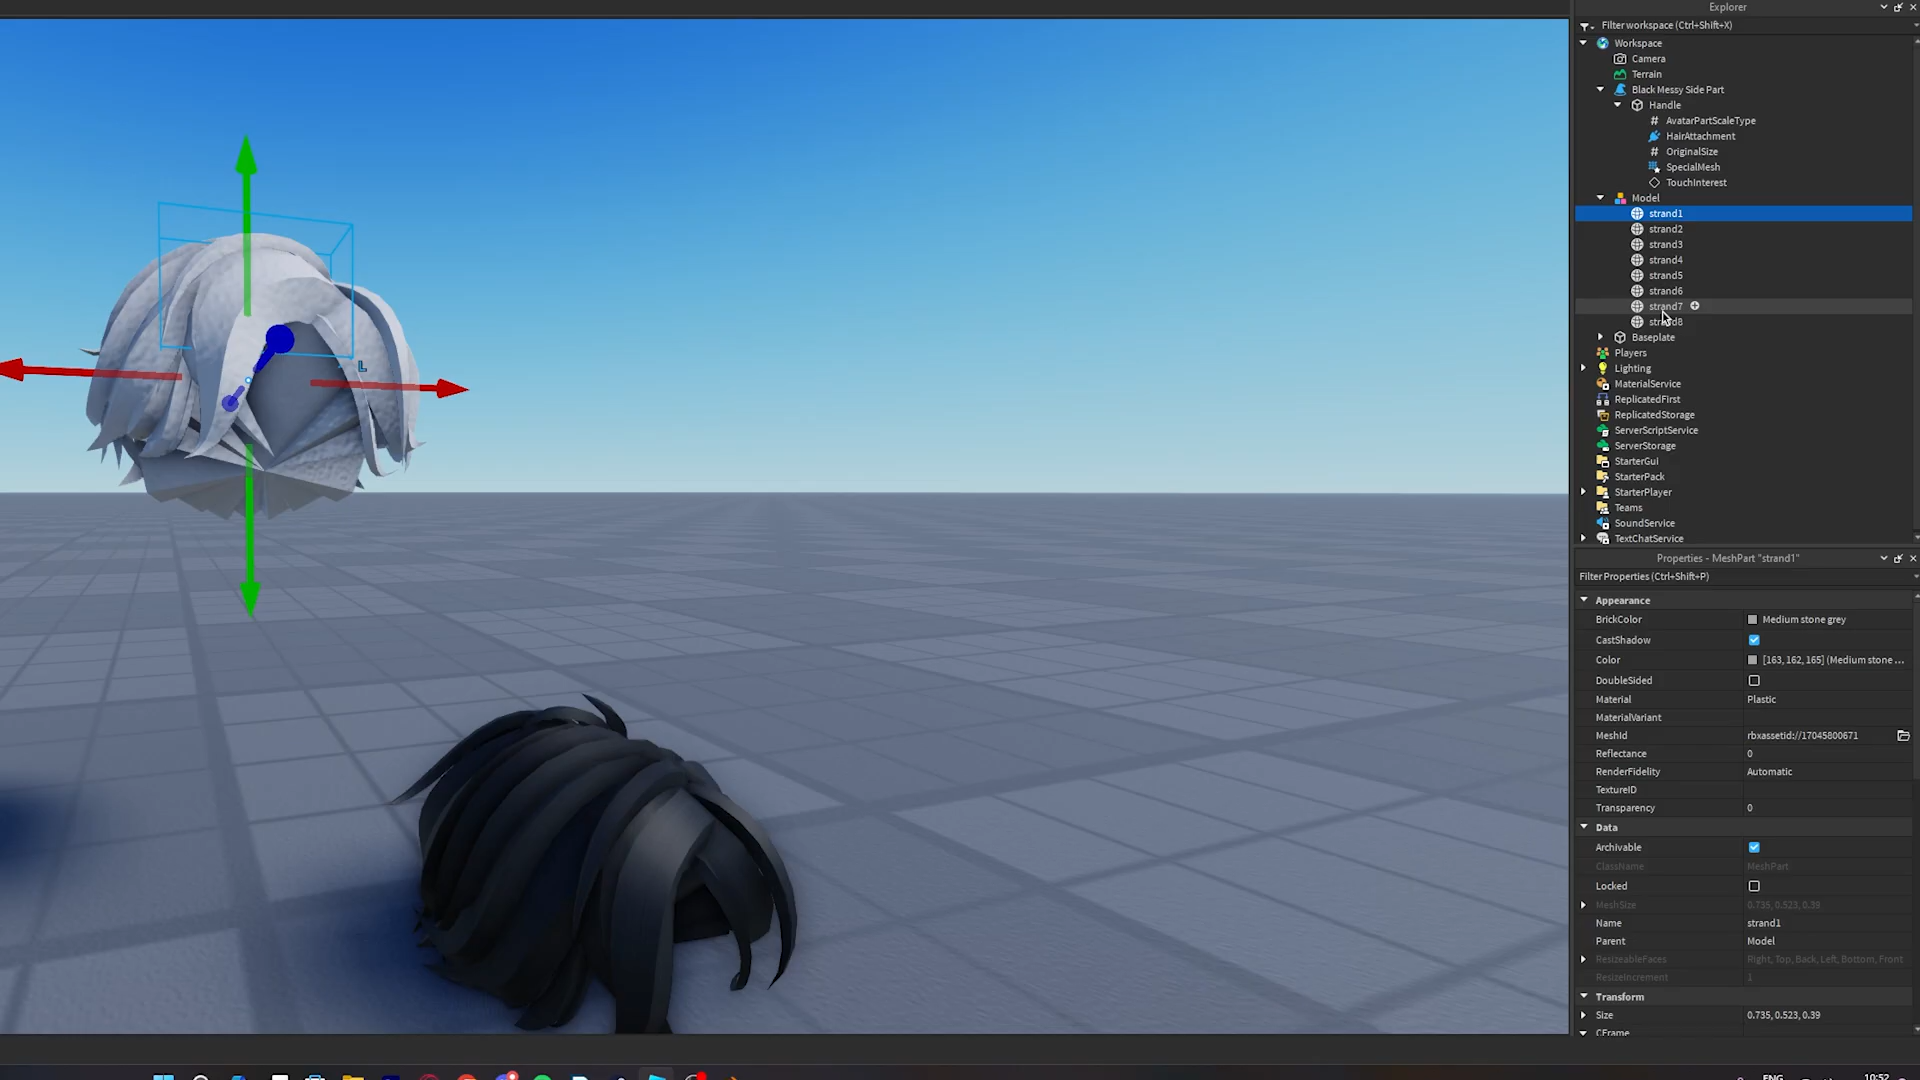 Explorer
Filter workspace (Ctrl+Shift+X)
Workspace
Camera
Terrain
Black Messy Side Part
Handle
# AvatarPartScaleType
HairAttachment
# OriginalSize
SpecialMesh
TouchInterest
Model
strand1
strand2
strand3
strand4
strand5
strand6
strand7
strand8
Baseplate
Players
Lighting
MaterialService
ReplicatedFirst
ReplicatedStorage
ServerScriptService
ServerStorage
StarterGui
StarterPack
StarterPlayer
Teams
SoundService
TextChatService
L
Properties - MeshPart "strand1"
Filter Properties (Ctrl+Shift+P)
Appearance
BrickColor Medium stone grey
CastShadow
Color [163, 162, 165] (Medium stone ...
DoubleSided
Material Plastic
MaterialVariant
MeshId rbxassetid://17045800671
Reflectance 0
RenderFidelity Automatic
TextureID
Transparency 0
Data
Archivable
ClassName MeshPart
Locked
MeshSize 0.735, 0.523, 0.39
Name strand1
Parent Model
ResizeableFaces Right, Top, Back, Left, Bottom, Front
ResizeIncrement 1
Transform
Size 0.735, 0.523, 0.39
CFrame
ENG
10:52